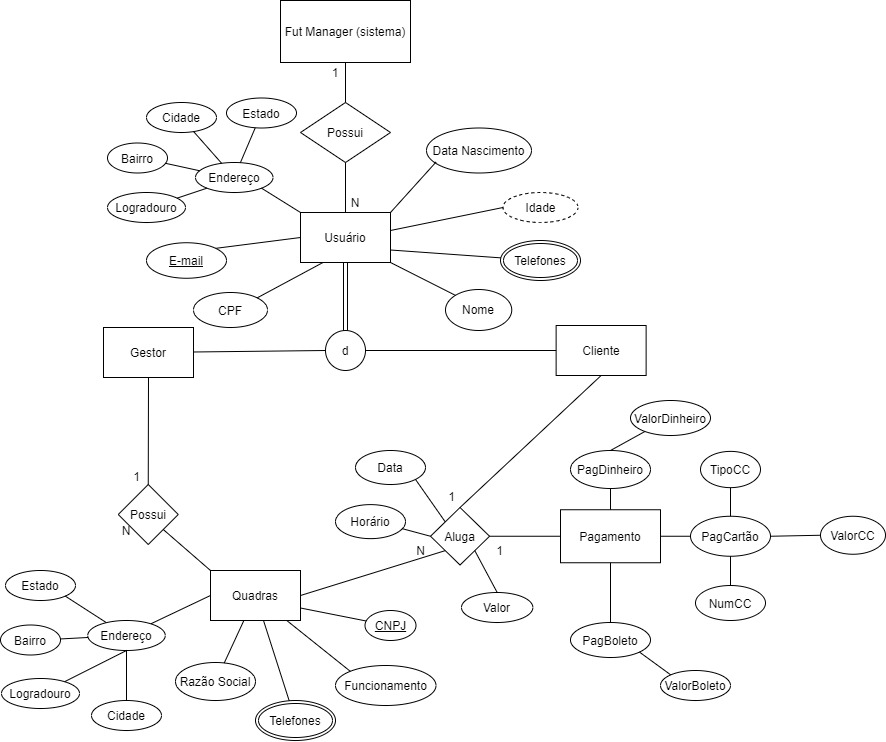 Fut Manager (sistema)
1
Possui
N
Cidade
Estado
Bairro
Endereço
Logradouro
Data Nascimento
Idade
Usuário
E-mail
Telefones
CPF
Nome
Gestor
d
Cliente
1
Possui
N
Data
1
Horário
Aluga
N
1
Valor
ValorDinheiro
PagDinheiro
TipoCC
Pagamento
PagCartão
ValorCC
NumCC
PagBoleto
ValorBoleto
Quadras
Estado
Bairro
Endereço
Logradouro
Cidade
CNPJ
Razão Social
Funcionamento
Telefones